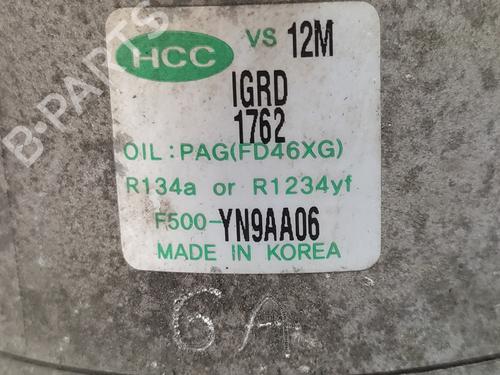 HCC VS 12M
IGRD
1762
OIL : PAG(FD46XG)
R134a or R1234yf
F500-YN9AA06
MADE IN KOREA
6A
B-PARTS